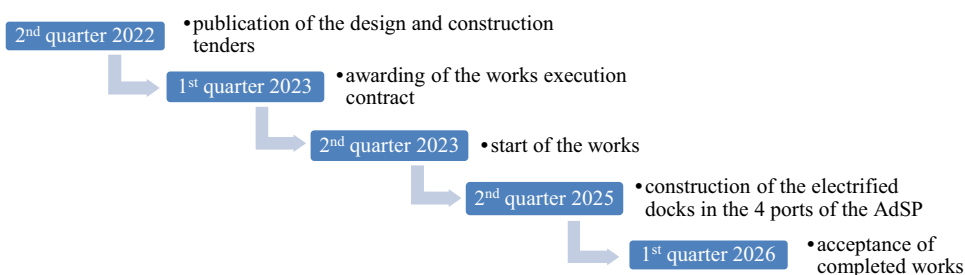 2nd quarter 2022
•publication of the design and construction
tenders
1st quarter 2023
•awarding of the works execution
contract
2nd quarter 2023
•start of the works
2nd quarter 2025
•construction of the electrified
docks in the 4 ports of the AdSP
1st quarter 2026
•acceptance of
completed works